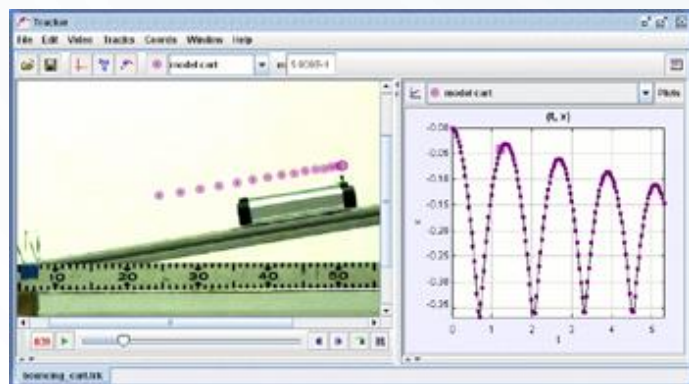 Tracker
File Edit Video Tracks Coords Window Help
model cart
m
model cart
Plots
(t, x)
-0.00
-0.05
-0.10
-0.15
-0.20
-0.25
-0.30
-0.35
x
0 1 2 3 4 5
t
10 20 30 40 50
bouncing_cart.trk